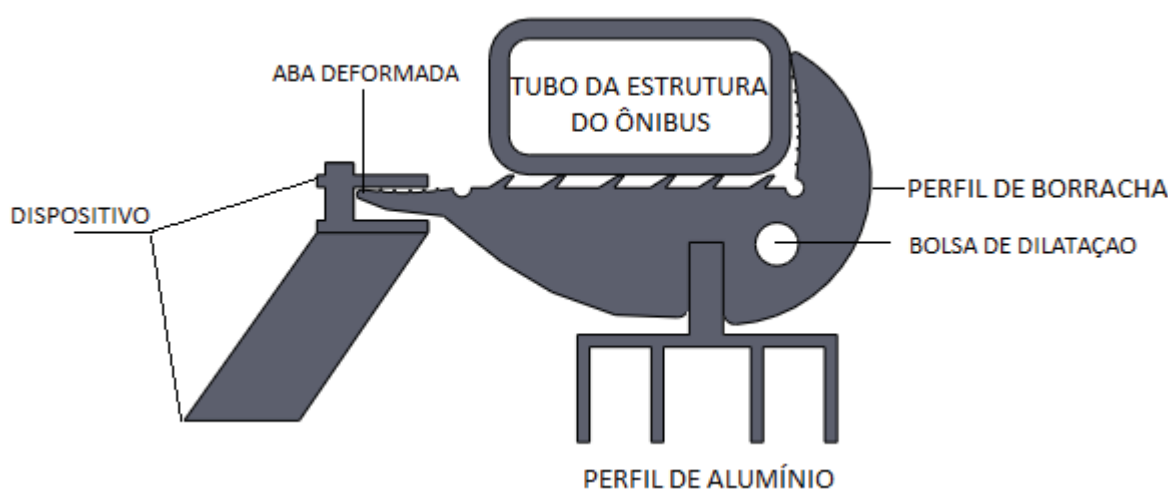 ABA DEFORMADA
TUBO DA ESTRUTURA
DO ÔNIBUS
DISPOSITIVO
PERFIL DE BORRACHA
BOLSA DE DILATAÇAO
PERFIL DE ALUMÍNIO